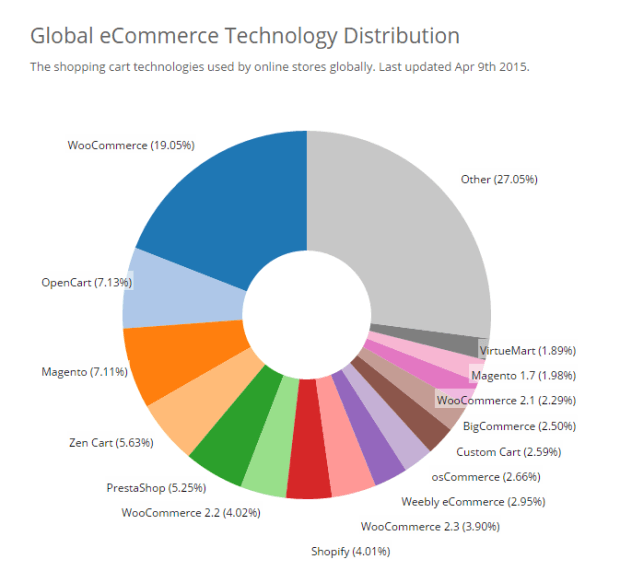 Global eCommerce Technology Distribution
The shopping cart technologies used by online stores globally. Last updated Apr 9th 2015.
WooCommerce (19.05%)
Other (27.05%)
OpenCart (7.13%)
VirtueMart (1.89%)
Magento (7.11%)
Magento 1.7 (1.98%)
WooCommerce 2.1 (2.29%)
BigCommerce (2.50%)
Zen Cart (5.63%)
Custom Cart (2.59%)
osCommerce (2.66%)
PrestaShop (5.25%)
Weebly eCommerce (2.95%)
WooCommerce 2.2 (4.02%)
WooCommerce 2.3 (3.90%)
Shopify (4.01%)